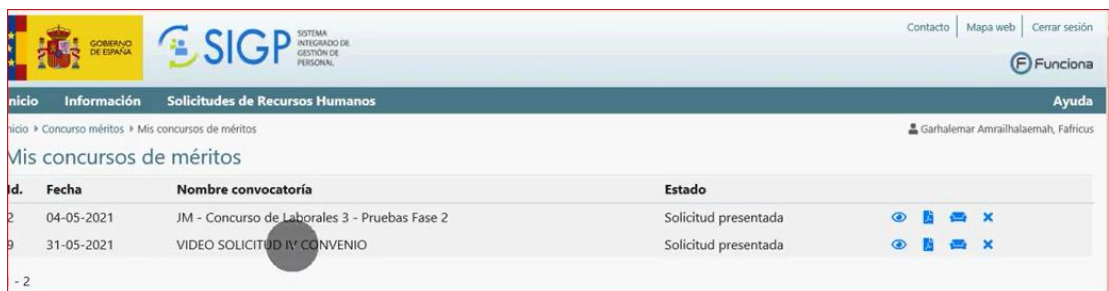 Contacto Mapa web Cerrar sesión
GOBIERNO DE ESPAÑA
SIGP SISTEMA INTEGRADO DE GESTIÓN DE PERSONAL
Funciona
nicio Información Solicitudes de Recursos Humanos Ayuda
nicio Concurso méritos Mis concursos de méritos Garhalemar Amrailhalaemah, Fafricus
Mis concursos de méritos
Id. Fecha Nombre convocatoría Estado
2 04-05-2021 JM - Concurso de Laborales 3 - Pruebas Fase 2 Solicitud presentada
9 31-05-2021 VIDEO SOLICITUD IV CONVENIO Solicitud presentada
- 2